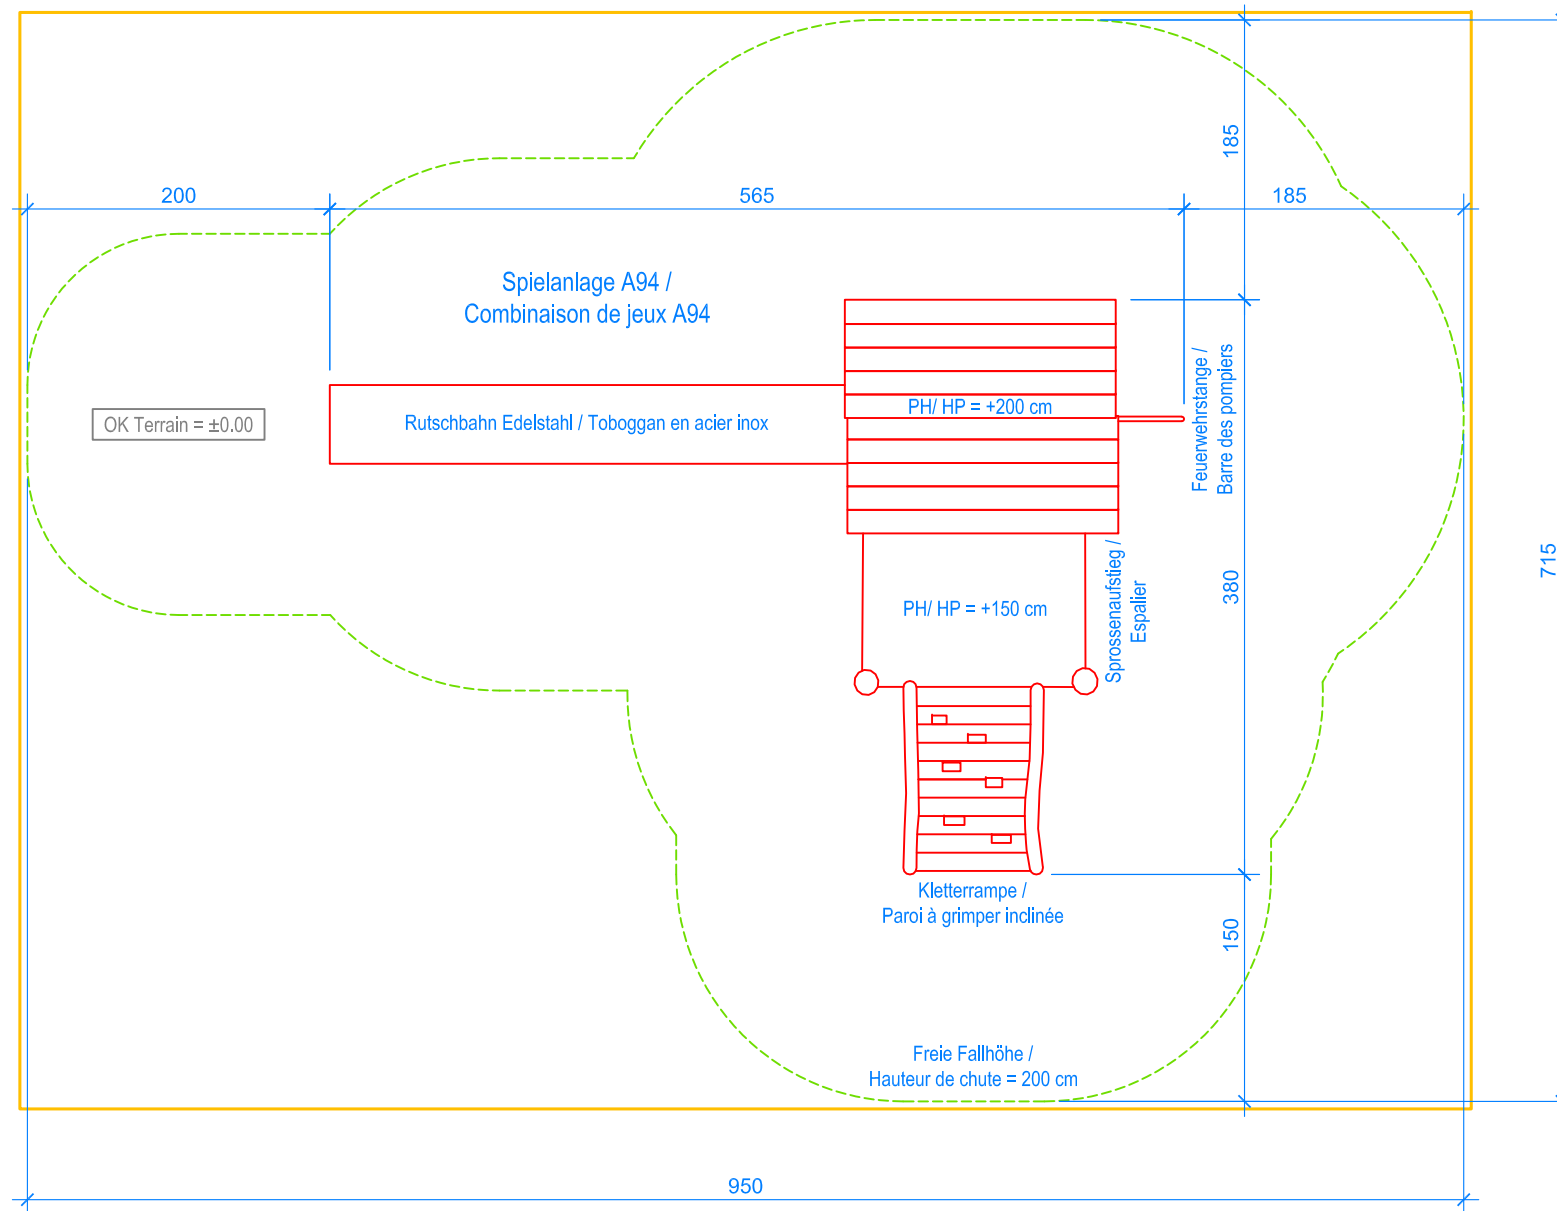 185
200
565
185
Spielanlage A94 /
Combinaison de jeux A94
OK Terrain = ±0.00
Rutschbahn Edelstahl / Toboggan en acier inox
PH/ HP = +200 cm
Feuerwehrstange /
Barre des pompiers
715
380
Sprossenaufstieg /
Espalier
PH/ HP = +150 cm
Kletterrampe /
Paroi à grimper inclinée
150
Freie Fallhöhe /
Hauteur de chute = 200 cm
950